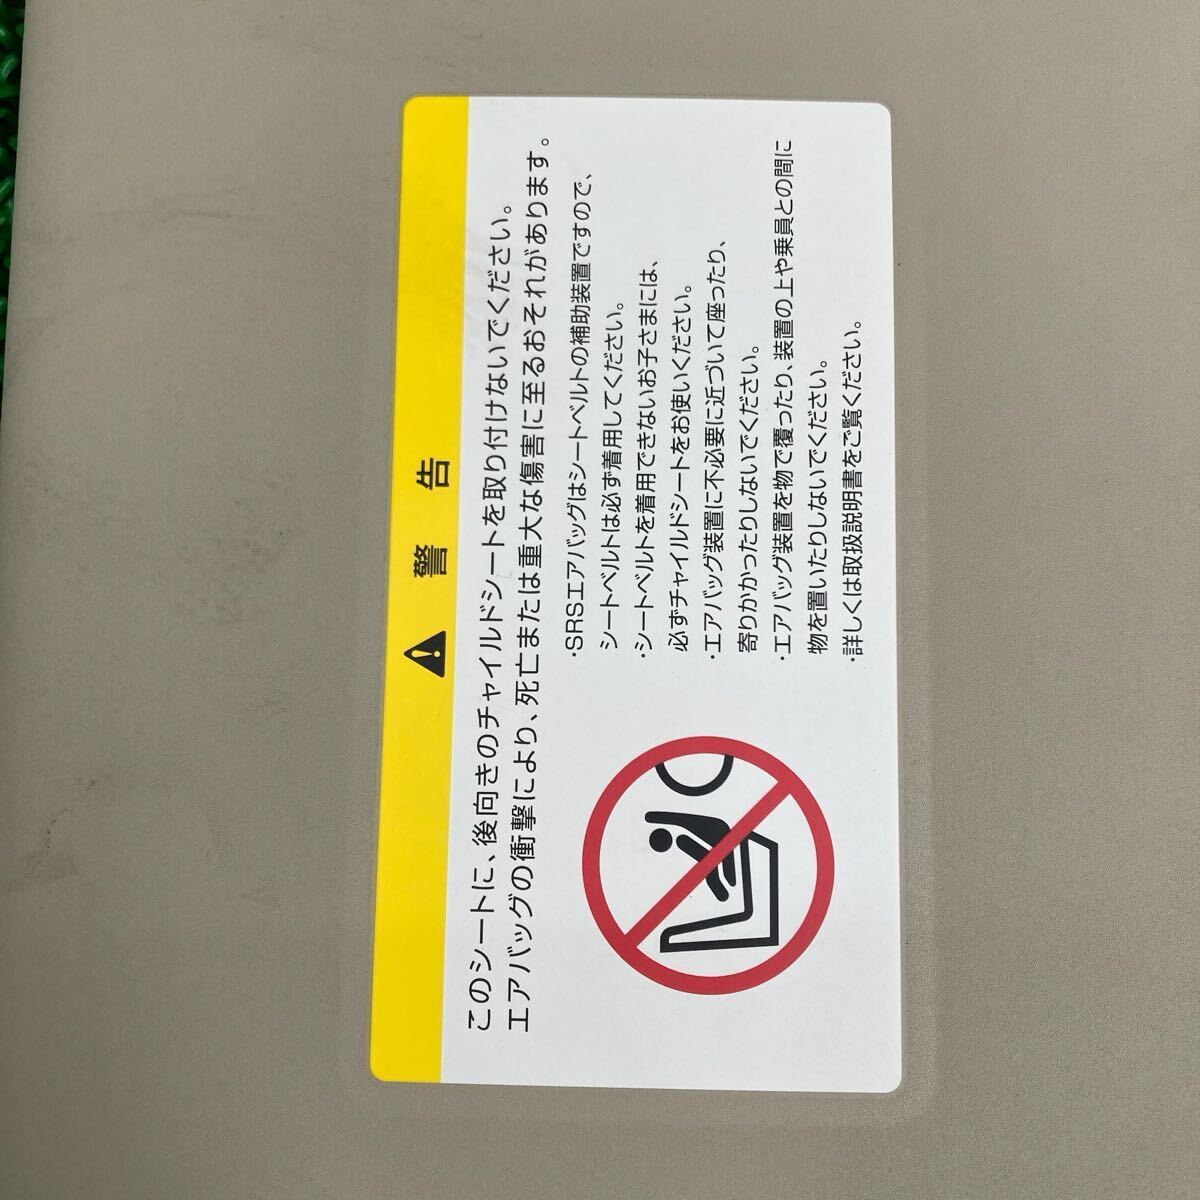 警告
このシートに、後向きのチャイルドシートを取り付けないでください。
エアバッグの衝撃により、死亡または重大な傷害に至るおそれがあります。
・SRSエアバッグはシートベルトの補助装置ですので、
シートベルトは必ず着用してください。
・シートベルトを着用できないお子さまには、
必ずチャイルドシートをお使いください。
・エアバッグ装置に不必要に近づいて座ったり、
寄りかかったりしないでください。
・エアバッグ装置を物で覆ったり、装置の上や乗員との間に
物を置いたりしないでください。
・詳しくは取扱説明書をご覧ください。